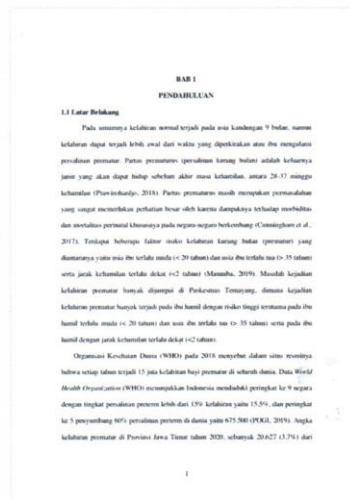 BAB 1
PENDAHULUAN
1.1 Latar Belakang
Pada umumnya kelahiran normal terjadi pada usia kandungan 9 bulan, namun
kelahiran dapat terjadi lebih awal dari waktu yang diperkirakan atau ibu mengalami
persalinan prematur. Partus prematurus (persalinan kurang bulan) adalah keluarnya
janin yang akan dapat hidup sebelum akhir masa kehamilan, antara 28-37 minggu
kehamilan (Prawirohardjo, 2018). Partus prematurus masih merupakan permasalahan
yang sangat memerlukan perhatian besar oleh karena dampaknya terhadap morbiditas
dan mortalitas perinatal khususnya pada negara-negara berkembang (Cunningham et al.,
2017). Terdapat beberapa faktor risiko kelahiran kurang bulan (prematur) yang
diantaranya yaitu usia ibu terlalu muda (< 20 tahun) dan usia ibu terlalu tua (> 35 tahun)
serta jarak kehamilan terlalu dekat (<2 tahun) (Manuaba, 2019). Masalah kejadian
kelahiran prematur banyak dijumpai di Puskesmas Temayang, dimana kejadian
kelahiran prematur banyak terjadi pada ibu hamil dengan risiko tinggi terutama pada ibu
hamil terlalu muda (< 20 tahun) dan usia ibu terlalu tua (> 35 tahun) serta pada ibu
hamil dengan jarak kehamilan terlalu dekat (<2 tahun).
Organisasi Kesehatan Dunia (WHO) pada 2018 menyebut dalam situs resminya
bahwa setiap tahun terjadi 15 juta kelahiran bayi prematur di seluruh dunia. Data World
Health Organization (WHO) menunjukkan Indonesia menduduki peringkat ke 9 negara
dengan tingkat persalinan preterm lebih dari 15% kelahiran yaitu 15,5%, dan peringkat
ke 5 penyumbang 60% persalinan preterm di dunia yaitu 675.500 (POGI, 2019). Angka
kelahiran prematur di Provinsi Jawa Timur tahun 2020, sebanyak 20.627 (3.7%) dari
1